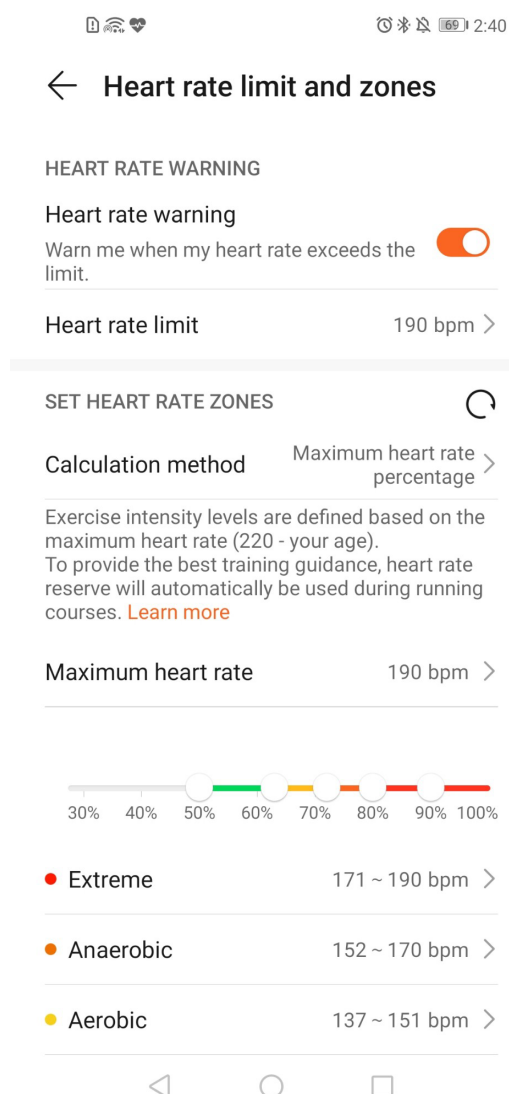 69 2:40
Heart rate limit and zones
HEART RATE WARNING
Heart rate warning
Warn me when my heart rate exceeds the
limit.
Heart rate limit 190 bpm
SET HEART RATE ZONES
Calculation method Maximum heart rate
percentage
Exercise intensity levels are defined based on the
maximum heart rate (220 - your age).
To provide the best training guidance, heart rate
reserve will automatically be used during running
courses. Learn more
Maximum heart rate 190 bpm
30% 40% 50% 60% 70% 80% 90% 100%
Extreme 171 ~ 190 bpm
Anaerobic 152 ~ 170 bpm
Aerobic 137 ~ 151 bpm